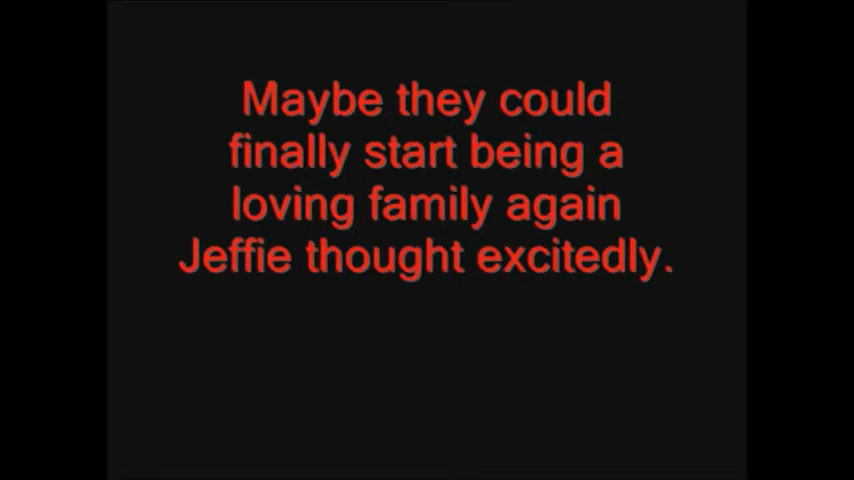 Maybe they could
finally start being a
loving family again
Jeffie thought excitedly.